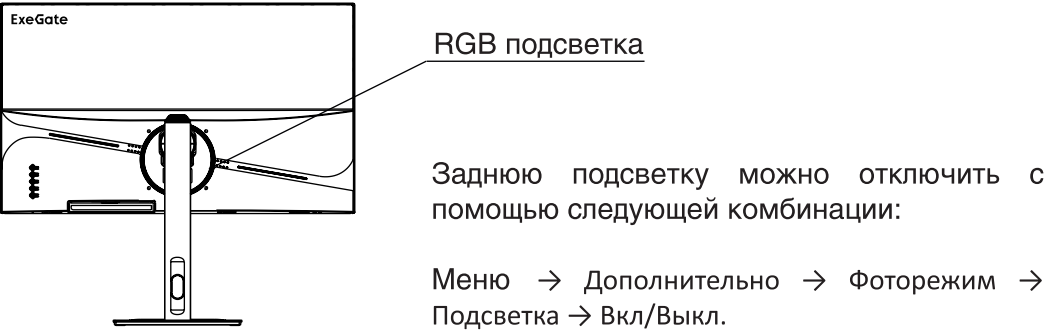 ExeGate
RGB подсветка
Заднюю подсветку можно отключить с
помощью следующей комбинации:
Меню → Дополнительно → Фоторежим →
Подсветка → Вкл/Выкл.